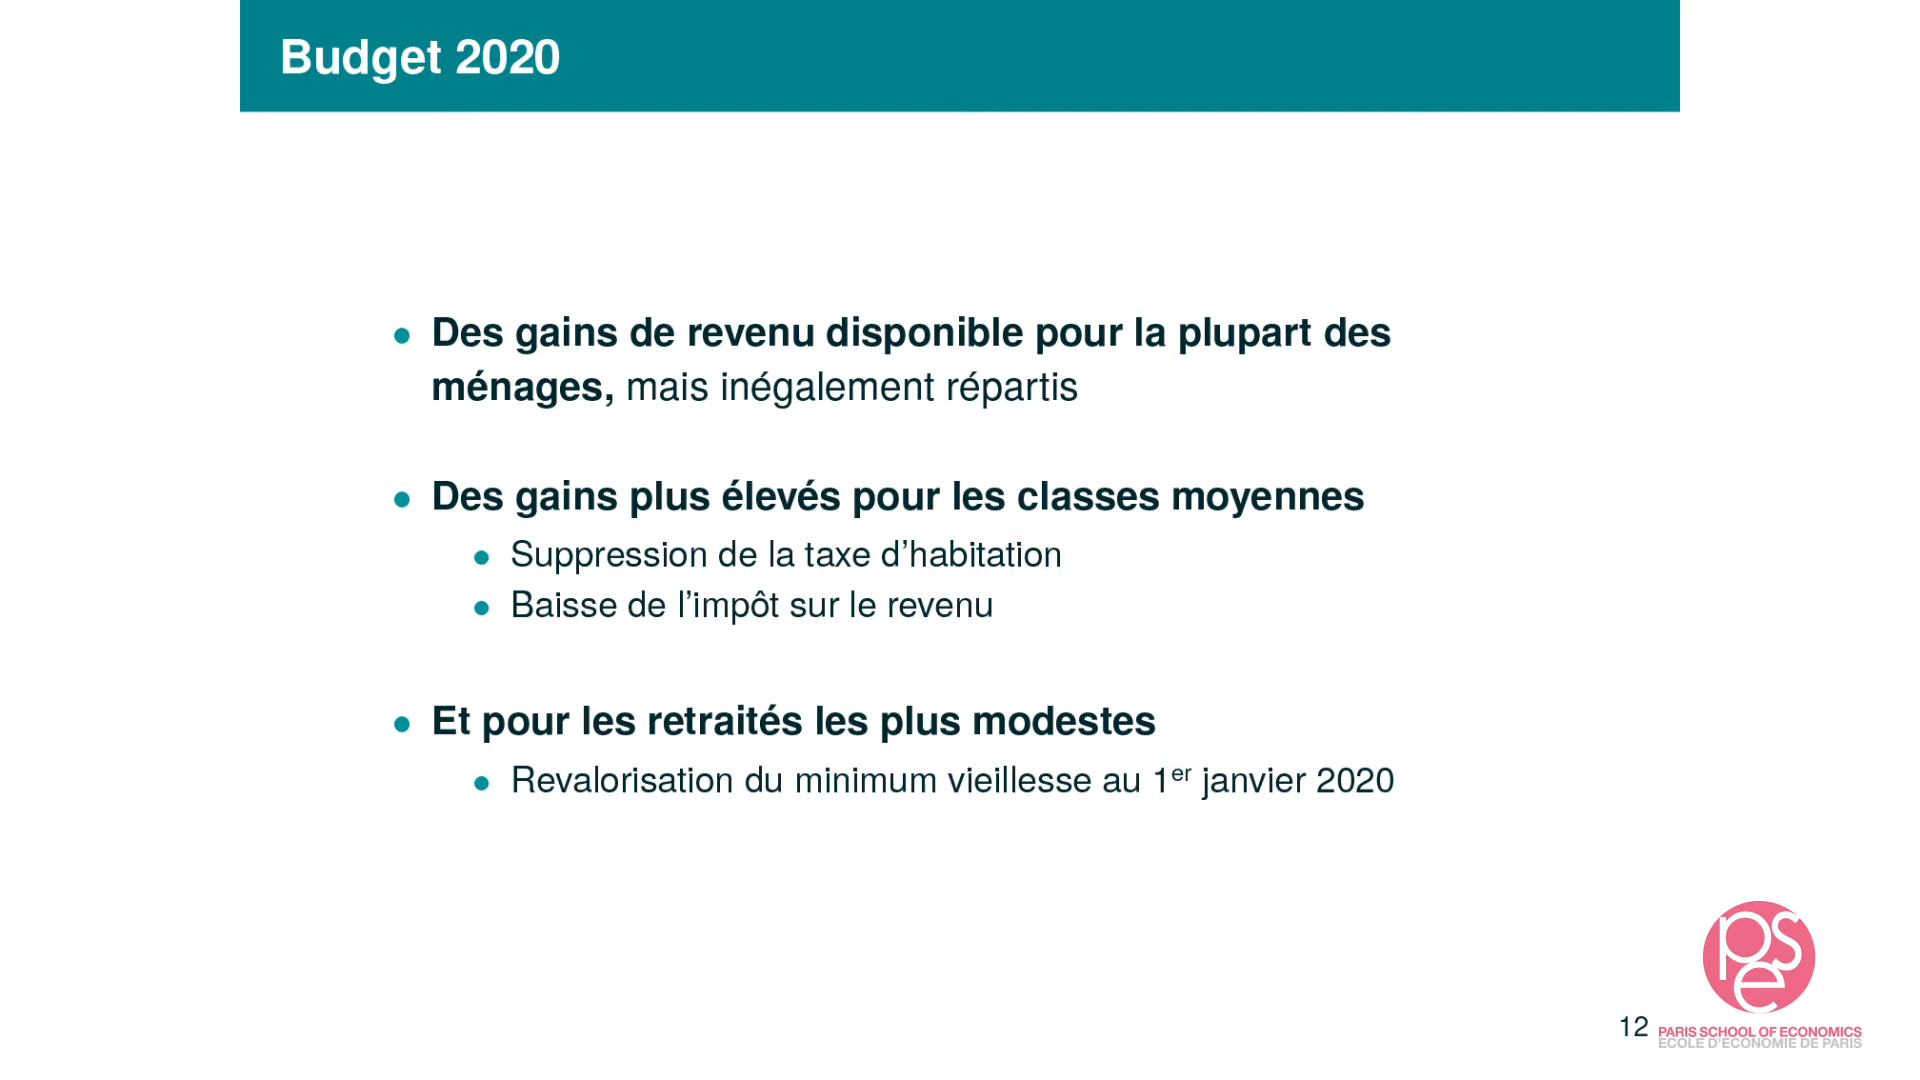 Budget 2020
• Des gains de revenu disponible pour la plupart des
ménages, mais inégalement répartis
• Des gains plus élevés pour les classes moyennes
• Suppression de la taxe d’habitation
• Baisse de l’impôt sur le revenu
• Et pour les retraités les plus modestes
• Revalorisation du minimum vieillesse au 1er janvier 2020
pse
12
PARIS SCHOOL OF ECONOMICS
ECOLE D'ECONOMIE DE PARIS